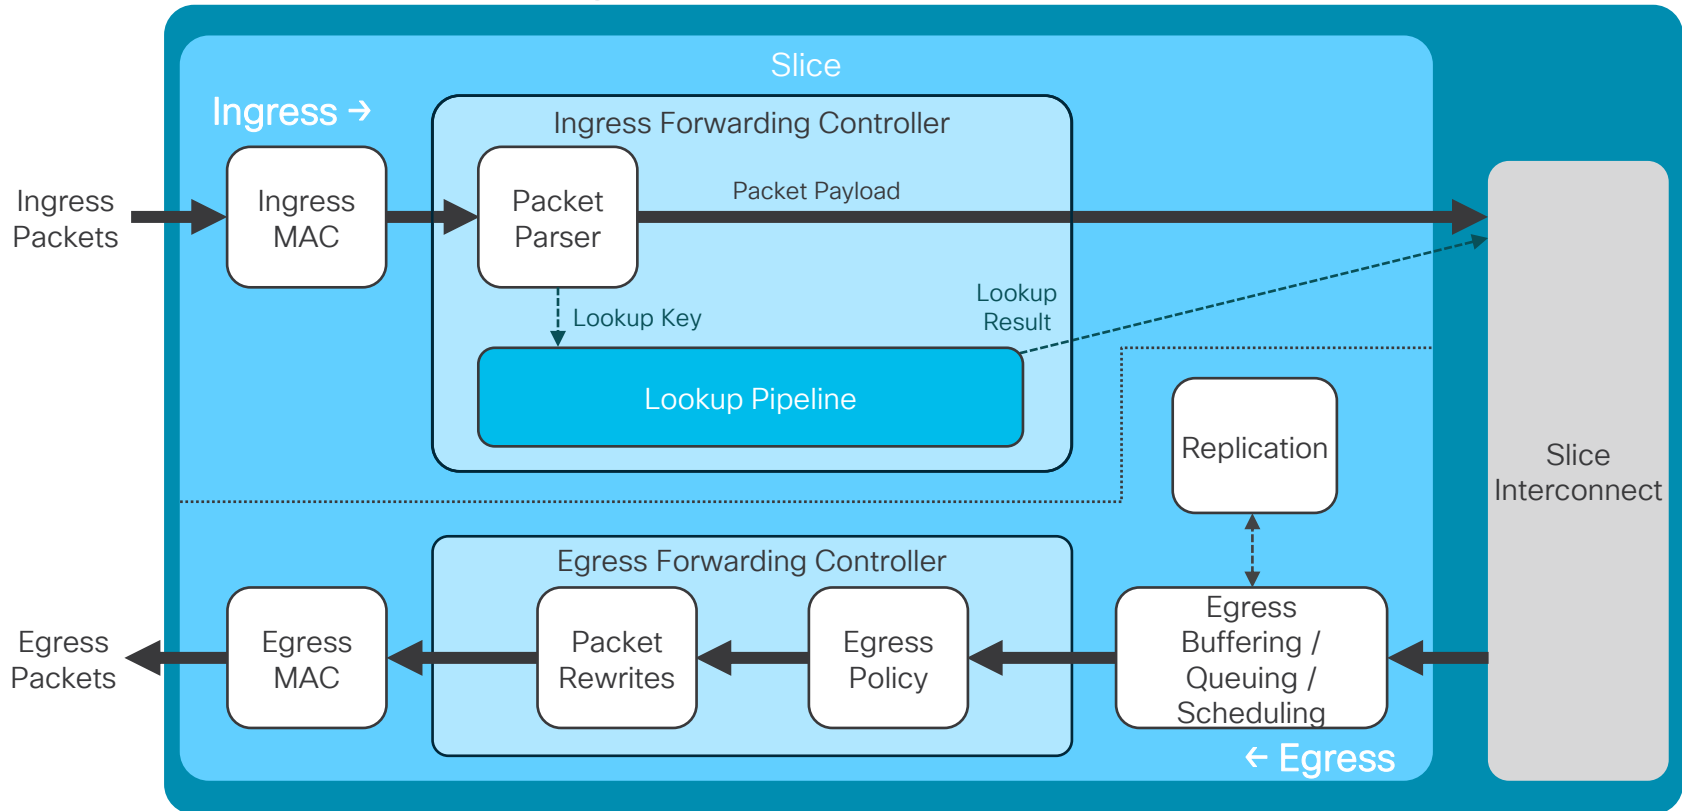 Slice
Ingress →
Ingress Forwarding Controller
Ingress
Packets
Ingress
MAC
Packet
Parser
Packet Payload
Lookup Key
Lookup
Result
Lookup Pipeline
Replication
Slice
Interconnect
Egress Forwarding Controller
Egress
Packets
Egress
MAC
Packet
Rewrites
Egress
Policy
Egress
Buffering /
Queuing /
Scheduling
← Egress